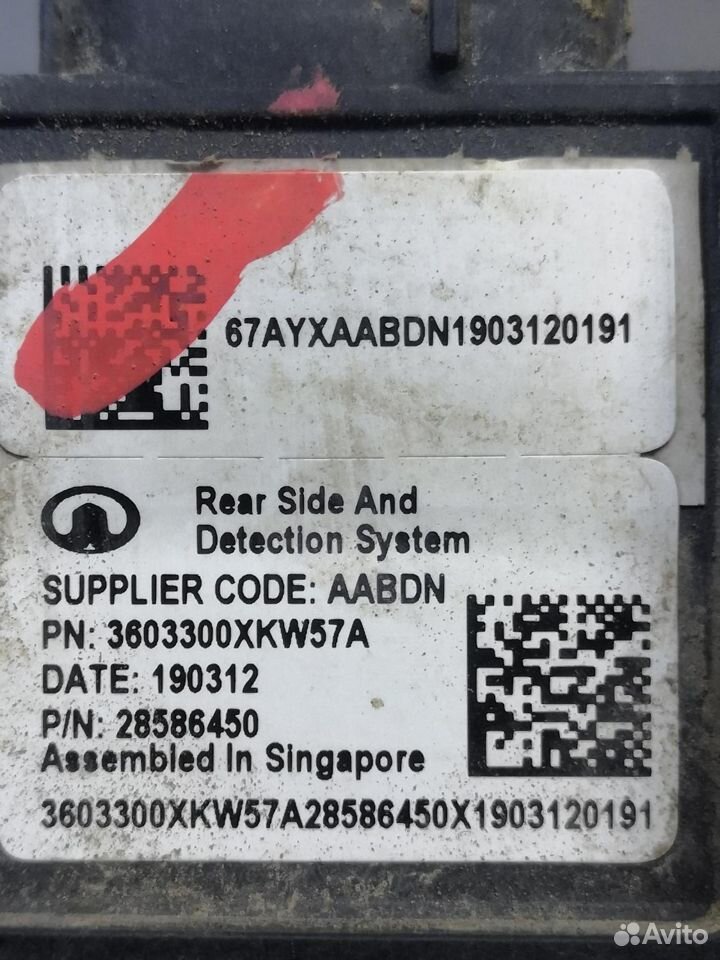 67AYXAABDN1903120191
Rear Side And
Detection System
SUPPLIER CODE: AABDN
PN: 3603300XKW57A
DATE: 190312
P/N: 28586450
Assembled In Singapore
3603300XKW57A28586450X1903120191
Avito